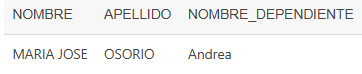 NOMBRE APELLIDO NOMBRE_DEPENDIENTE
MARIA JOSE OSORIO Andrea